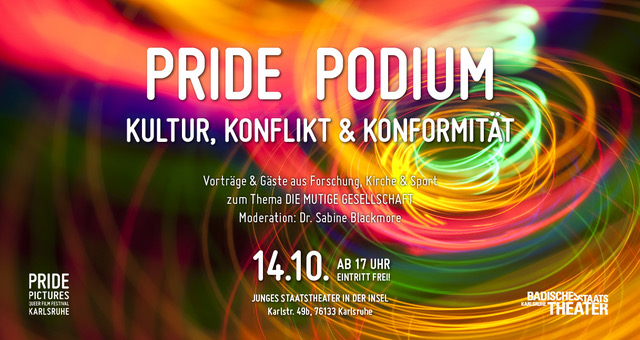 PRIDE PODIUM
KULTUR, KONFLIKT & KONFORMITÄT
Vorträge & Gäste aus Forschung, Kirche & Sport
zum Thema DIE MUTIGE GESELLSCHAFT
Moderation: Dr. Sabine Blackmore
14.10. AB 17 UHR
EINTRITT FREI!
JUNGES STAATSTHEATER IN DER INSEL
Karlstr. 49b, 76133 Karlsruhe
PRIDE
PICTURES
QUEER FILM FESTIVAL
KARLSRUHE
BADISCHES STAATS
KARLSRUHE THEATER